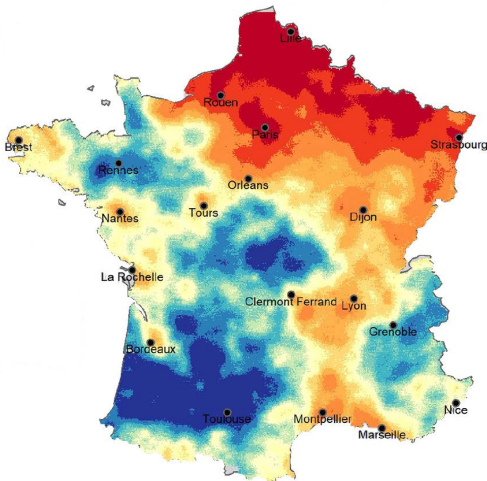 Lille
Rouen
Paris
Strasbourg
Brest
Rennes
Orléans
Tours
Nantes
Dijon
La Rochelle
Clermont Ferrand
Lyon
Grenoble
Bordeaux
Nice
Toulouse
Montpellier
Marseille